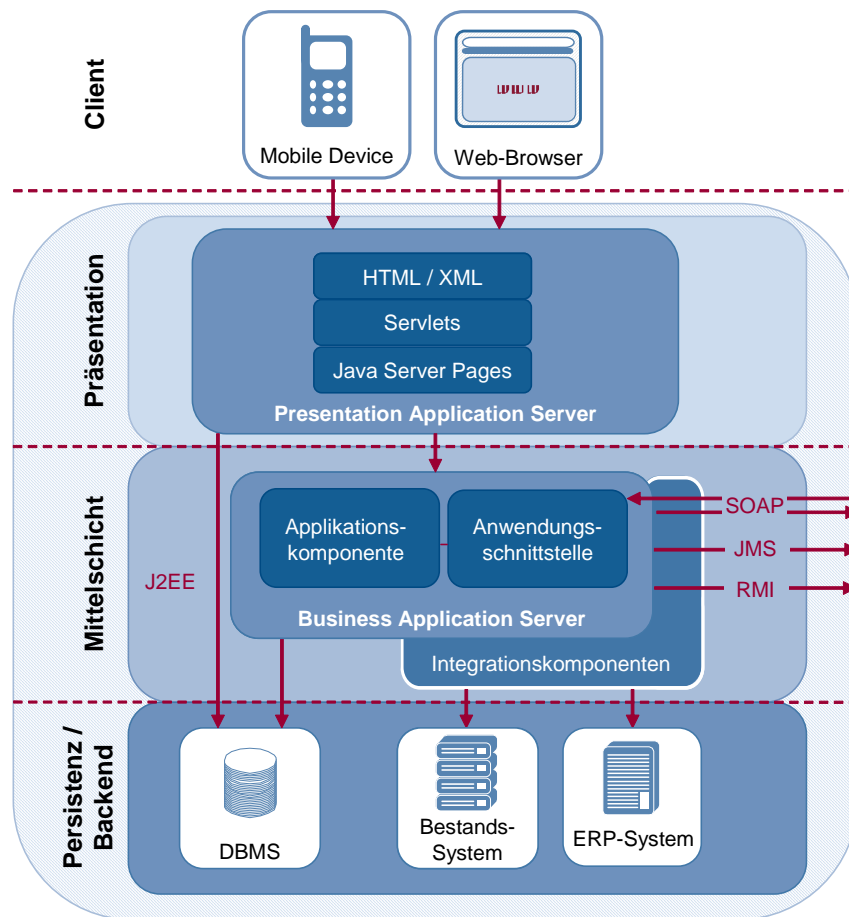 Client
Mobile Device
Web-Browser
Präsentation
HTML / XML
Servlets
Java Server Pages
Presentation Application Server
Mittelschicht
J2EE
Applikations-
komponente
Anwendungs-
schnittstelle
Business Application Server
Integrationskomponenten
SOAP
JMS
RMI
Persistenz /
Backend
DBMS
Bestands-
System
ERP-System